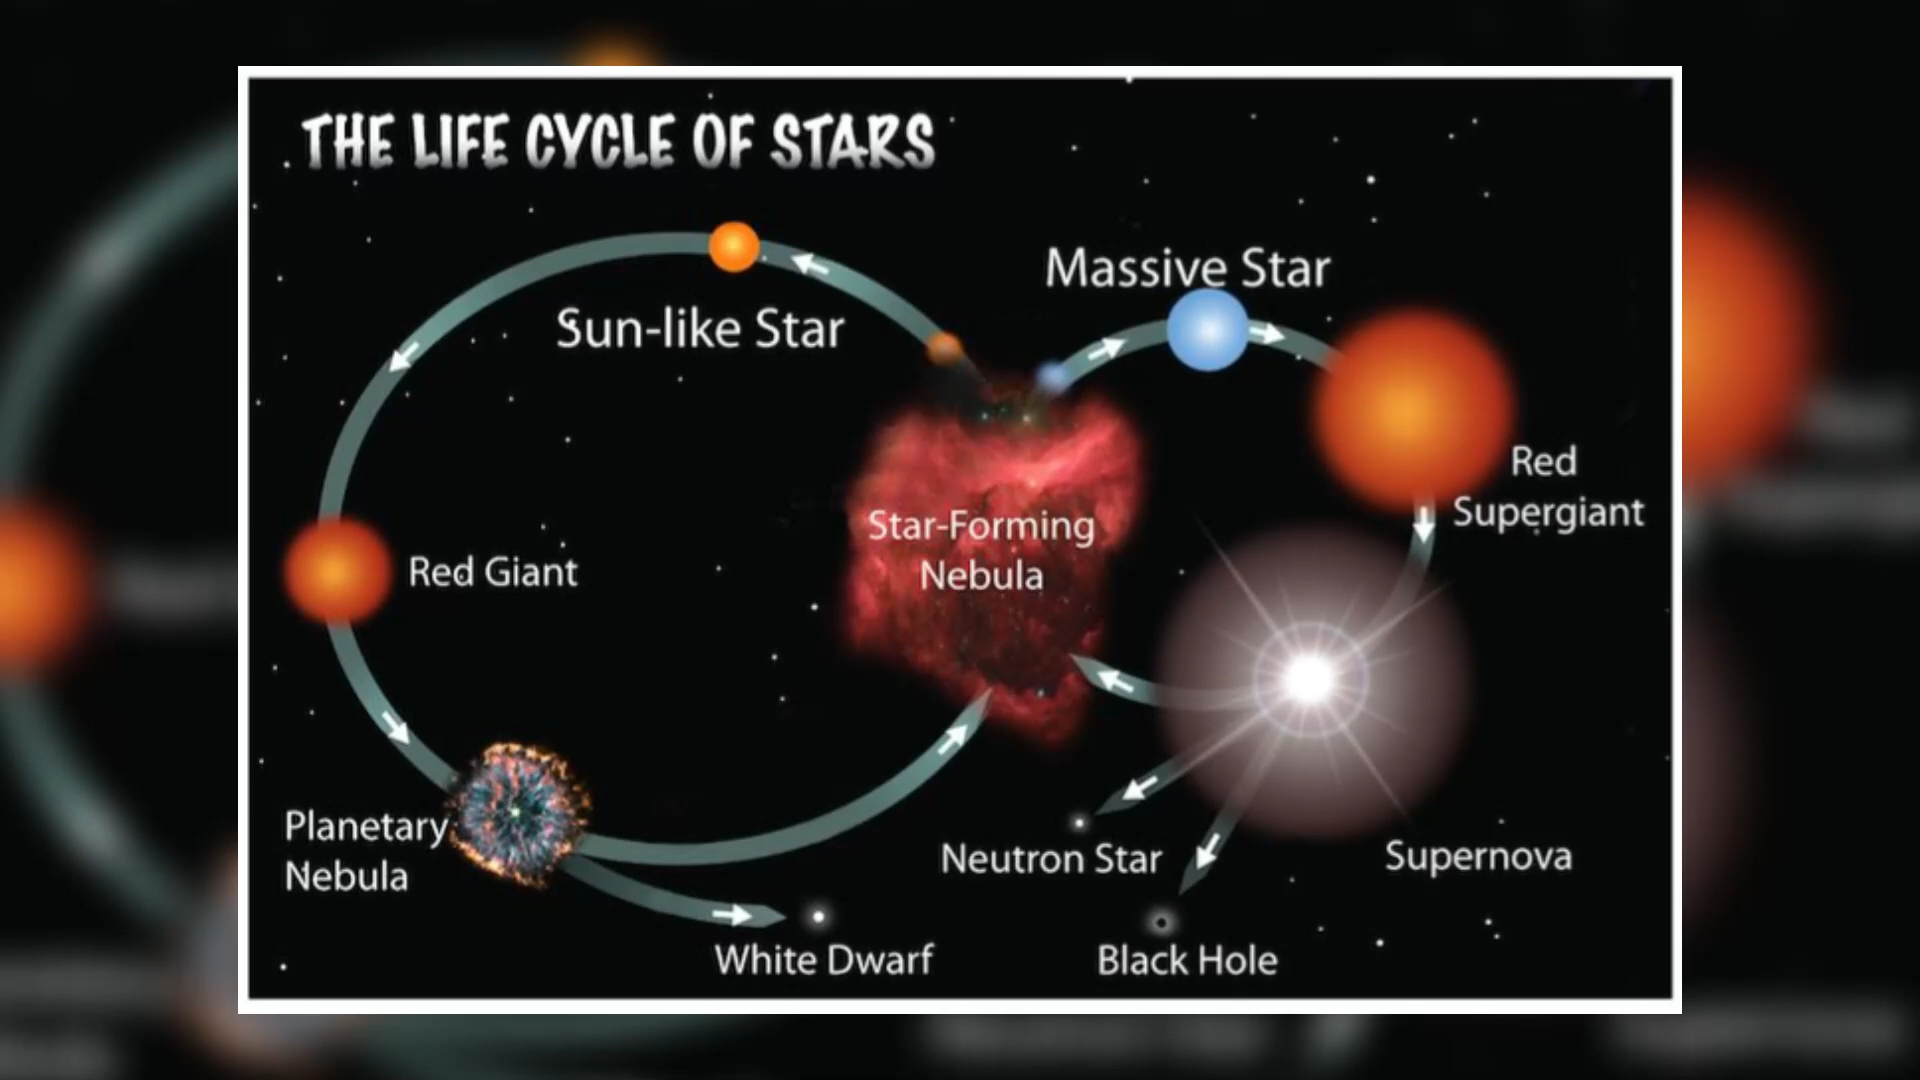 THE LIFE CYCLE OF STARS
Massive Star
Sun-like Star
Red
Supergiant
Star-Forming
Nebula
Red Giant
Planetary
Nebula
Neutron Star
Supernova
White Dwarf
Black Hole